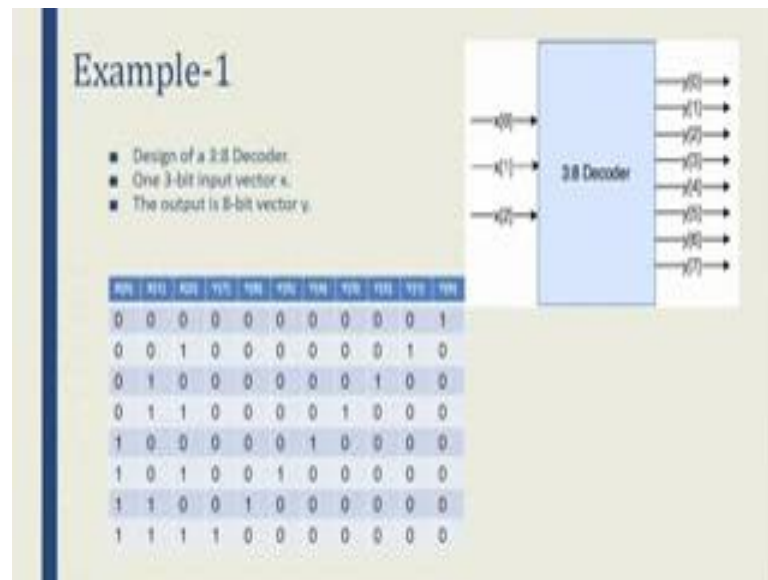 Example-1
■ Design of a 3:8 Decoder.
■ One 3-bit input vector x.
■ The output is 8-bit vector y.
x[0]
x[1]
x[2]
3:8 Decoder
y[0]
y[1]
y[2]
y[3]
y[4]
y[5]
y[6]
y[7]
0 0 0 0 0 0 0 0 0 0 1
0 0 1 0 0 0 0 0 0 1 0
0 1 0 0 0 0 0 0 1 0 0
0 1 1 0 0 0 0 1 0 0 0
1 0 0 0 0 0 1 0 0 0 0
1 0 1 0 0 1 0 0 0 0 0
1 1 0 0 1 0 0 0 0 0 0
1 1 1 1 0 0 0 0 0 0 0